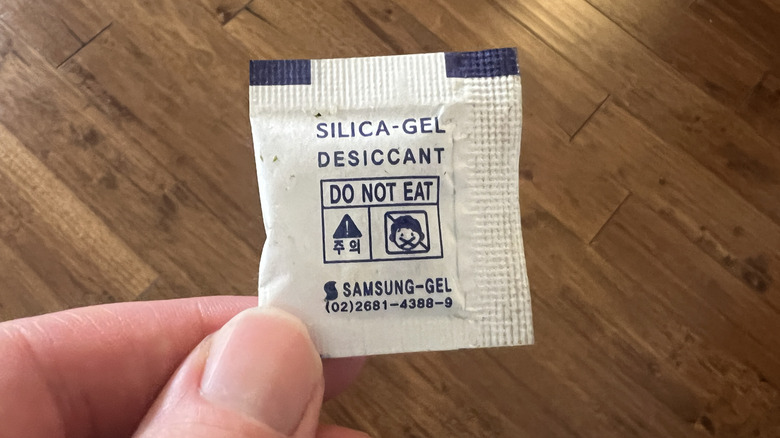 SILICA-GEL
DESICCANT
DO NOT EAT
주의
SAMSUNG-GEL
(02)2681-4388-9